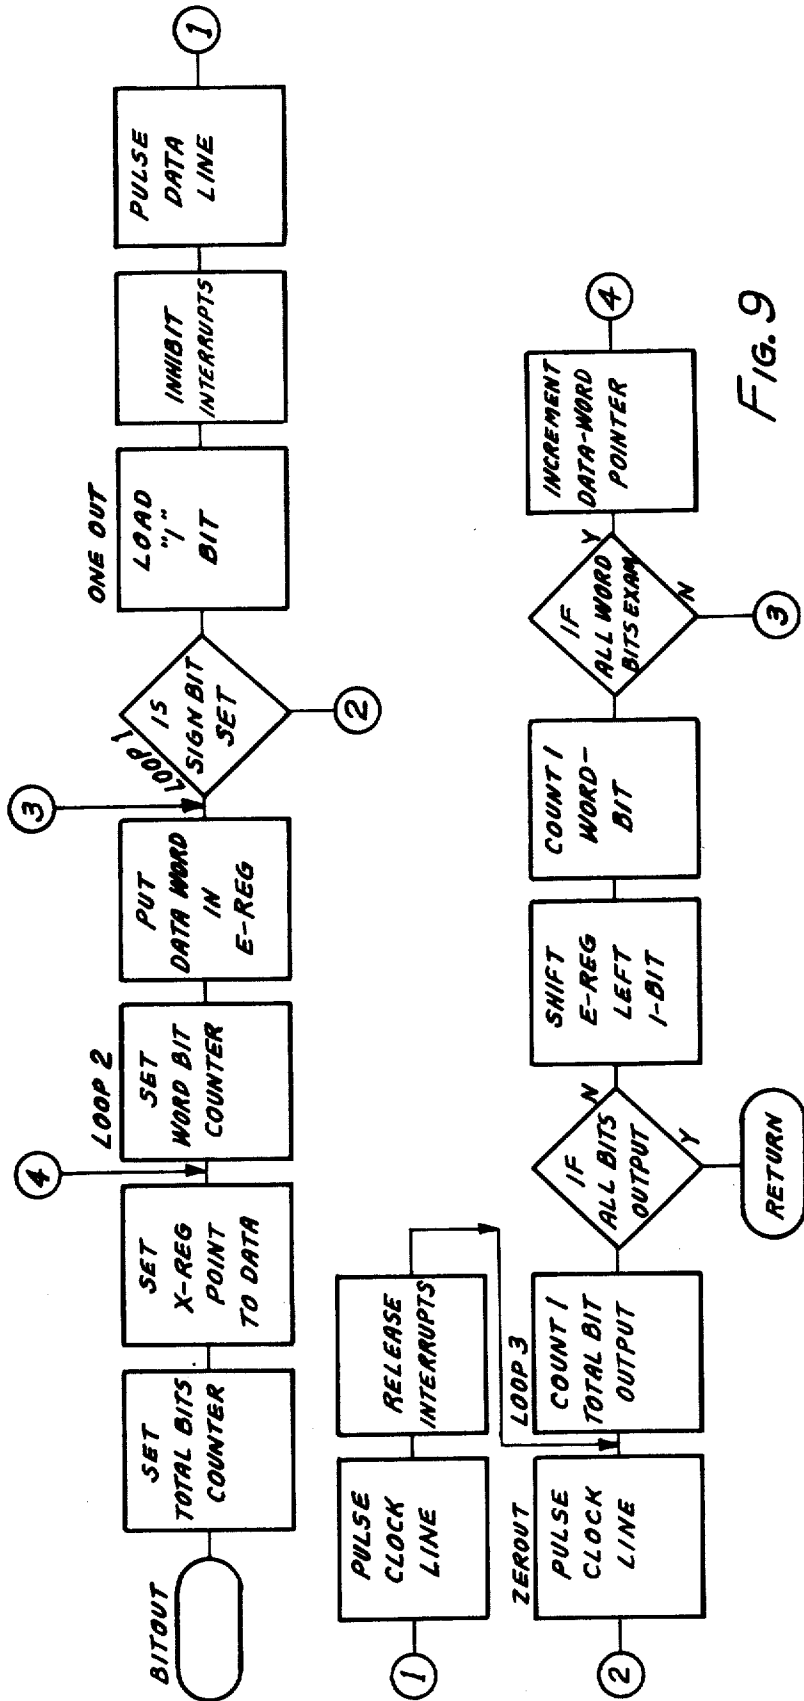 BITOUT
SET
TOTAL BITS
COUNTER
SET
X-REG
POINT
TO DATA
4
LOOP 2
SET
WORD BIT
COUNTER
PUT
DATA WORD
IN
E-REG
3
LOOP 1
IS
SIGN BIT
SET
2
ONE OUT
LOAD
"1"
BIT
INHIBIT
INTERRUPTS
PULSE
DATA
LINE
1
1
PULSE
CLOCK
LINE
RELEASE
INTERRUPTS
2
ZEROUT
PULSE
CLOCK
LINE
LOOP 3
COUNT 1
TOTAL BIT
OUTPUT
IF
ALL BITS
OUTPUT
N
Y
RETURN
SHIFT
E-REG
LEFT
1-BIT
COUNT 1
WORD-
BIT
IF
ALL WORD
BITS EXAM
Y
N
3
INCREMENT
DATA-WORD
POINTER
4
FIG. 9